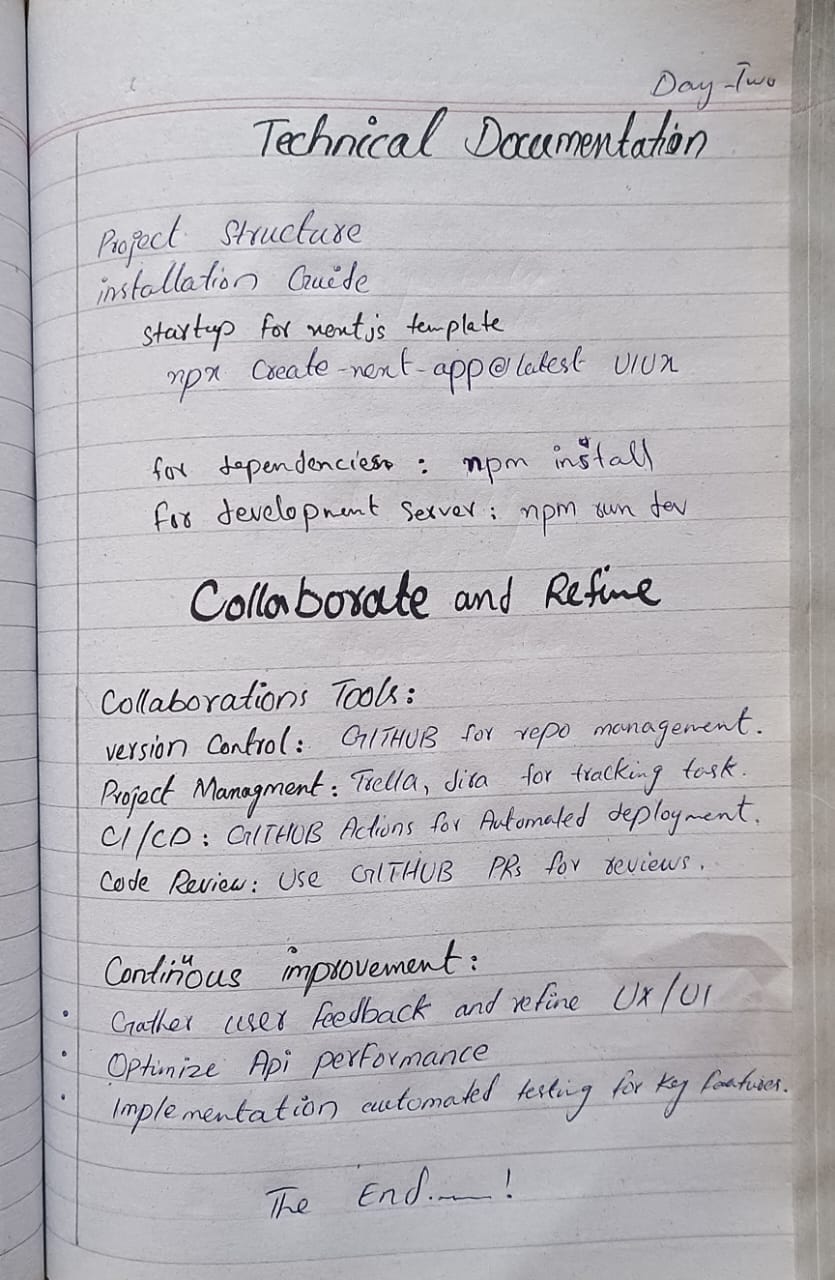 Day-Two
Technical Documentation
Project Structure
installation Guide
startup for nextjs template
npx Create-next-app@latest UIUX
for dependencies : npm install
for development Server : npm run dev
Collaborate and Refine
Collaborations Tools:
version Control: GITHUB for repo management.
Project Managment: Trella, Jira for tracking task.
CI/CD: GITHUB Actions for Automated deployment.
Code Review: Use GITHUB PRs for reviews.
Continuous improvement:
• Gather user feedback and refine UX/UI
• Optimize Api performance
• Implementation automated testing for key features.
The End.——!